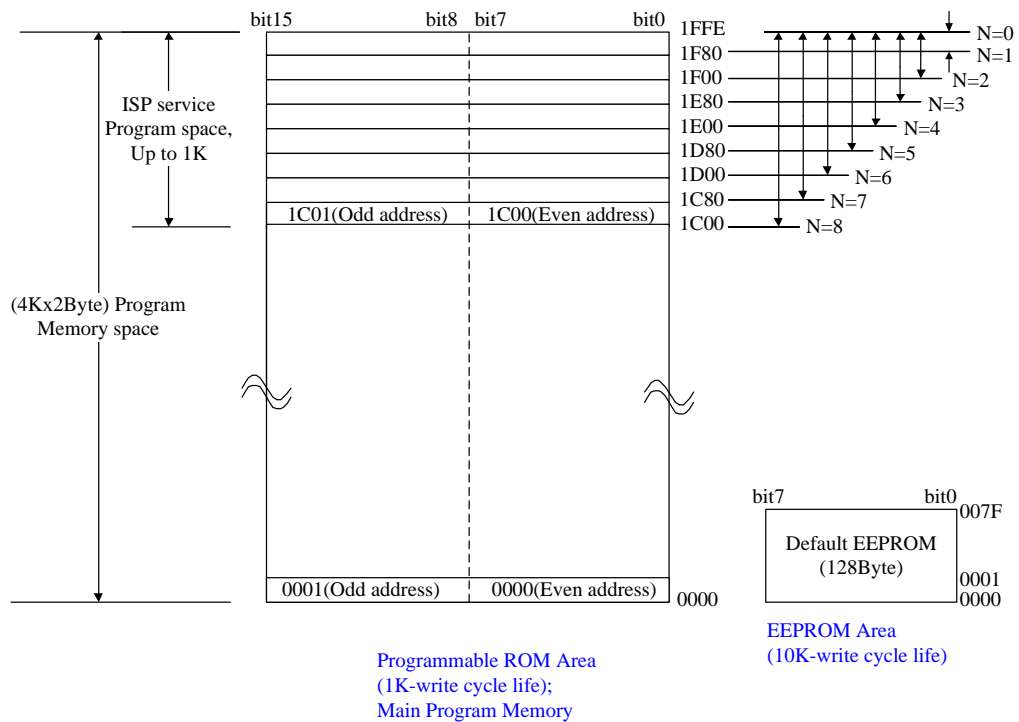 bit15 bit8 bit7 bit0
1FFE N=0
1F80 N=1
1F00 N=2
1E80 N=3
1E00 N=4
1D80 N=5
1D00 N=6
1C80 N=7
1C00 N=8
ISP service
Program space,
Up to 1K
1C01(Odd address) 1C00(Even address)
(4Kx2Byte) Program
Memory space
0001(Odd address) 0000(Even address) 0000
bit7 bit0
007F
Default EEPROM
(128Byte)
0001
0000
EEPROM Area
(10K-write cycle life)
Programmable ROM Area
(1K-write cycle life);
Main Program Memory